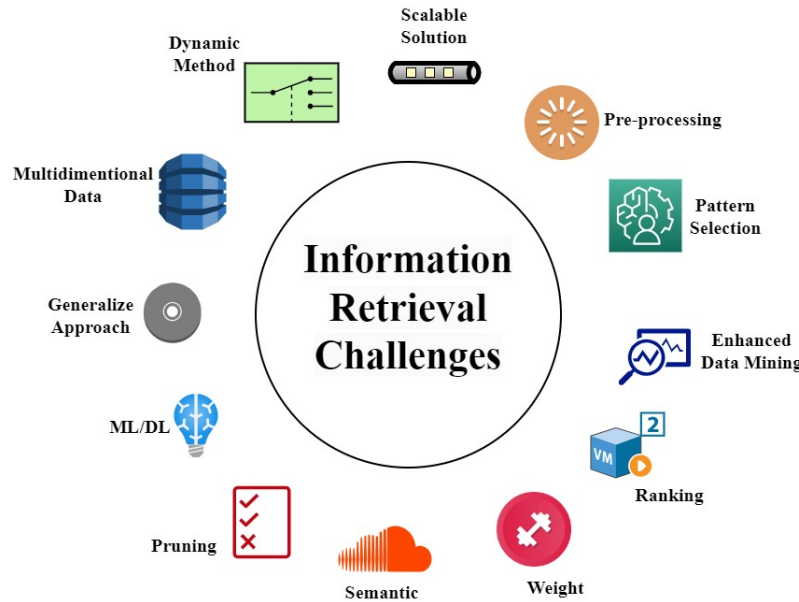 Scalable
Solution
Dynamic
Method
Pre-processing
Multidimentional
Data
Pattern
Selection
Information
Retrieval
Challenges
Generalize
Approach
Enhanced
Data Mining
ML/DL
2
VM
Ranking
Pruning
Semantic
Weight